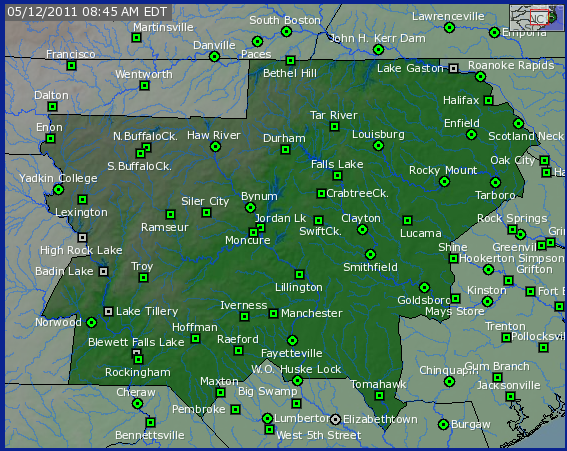 05/12/2011 08:45 AM EDT
Martinsville
South Boston
Lawrenceville
NC
Emporia
Danville
Paces
John H. Kerr Dam
Francisco
Wentworth
Bethel Hill
Lake Gaston
Roanoke Rapids
Dalton
Halifax
Tar River
Enon
N.BuffaloCk.
Haw River
Durham
Louisburg
Enfield
Scotland Neck
S.BuffaloCk.
Falls Lake
Oak City
Yadkin College
Rocky Mount
Ha
Lexington
Siler City
Bynum
CrabtreeCk.
Tarboro
Ramseur
Jordan Lk
Clayton
Rock Springs
Moncure
SwiftCk.
Lucama
Gri
High Rock Lake
Greenvil
Shine
Badin Lake
Troy
Smithfield
Hookerton
Simpson
Grifton
Lillington
Goldsboro
Kinston
Fort B
Lake Tillery
Iverness
Manchester
Mays Store
Norwood
Hoffman
Trenton
Blewett Falls Lake
Raeford
Pollocksvil
Rockingham
Fayetteville
W.O. Huske Lock
Chinquapin
Gum Branch
Maxton
Big Swamp
Tomahawk
Jacksonville
Cheraw
Pembroke
Lumberton
Elizabethtown
Burgaw
Bennettsville
West 5th Street